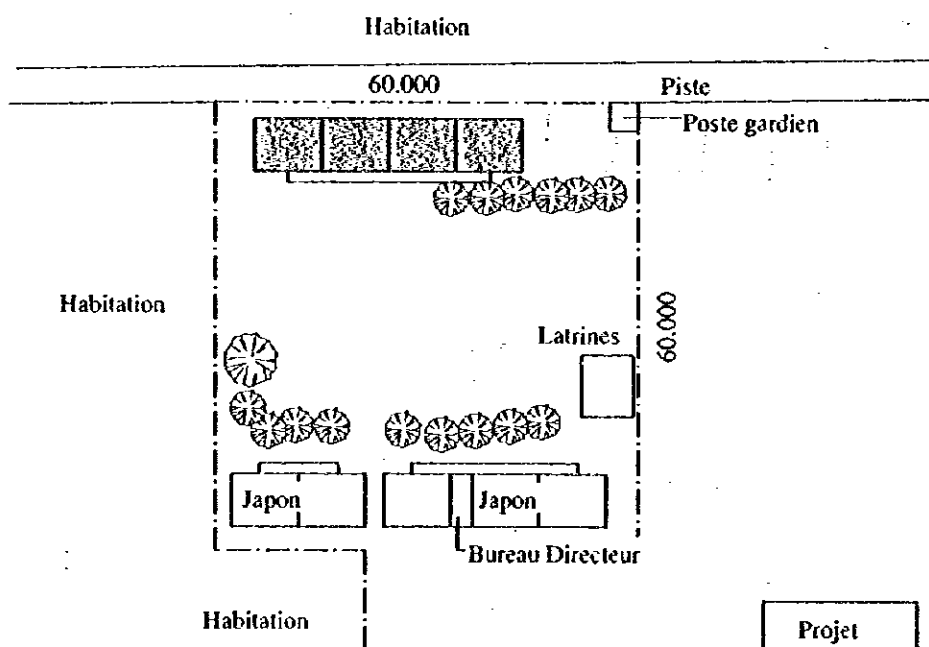 Habitation
60.000
Piste
Poste gardien
Habitation
60.000
Latrines
Japon
Japon
Bureau Directeur
Habitation
Projet